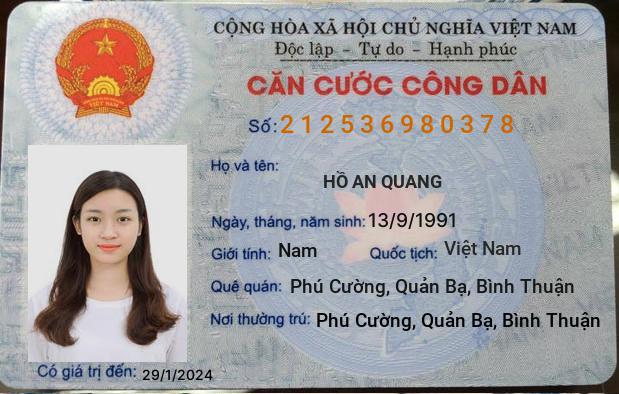 CỘNG HÒA XÃ HỘI CHỦ NGHĨA VIỆT NAM
Độc lập - Tự do - Hạnh phúc
CĂN CƯỚC CÔNG DÂN
Số: 212536980378
Họ và tên:
HỒ AN QUANG
Ngày, tháng, năm sinh: 13/9/1991
Giới tính: Nam Quốc tịch: Việt Nam
Quê quán: Phú Cường, Quản Bạ, Bình Thuận
Nơi thường trú: Phú Cường, Quản Bạ, Bình Thuận
Có giá trị đến: 29/1/2024